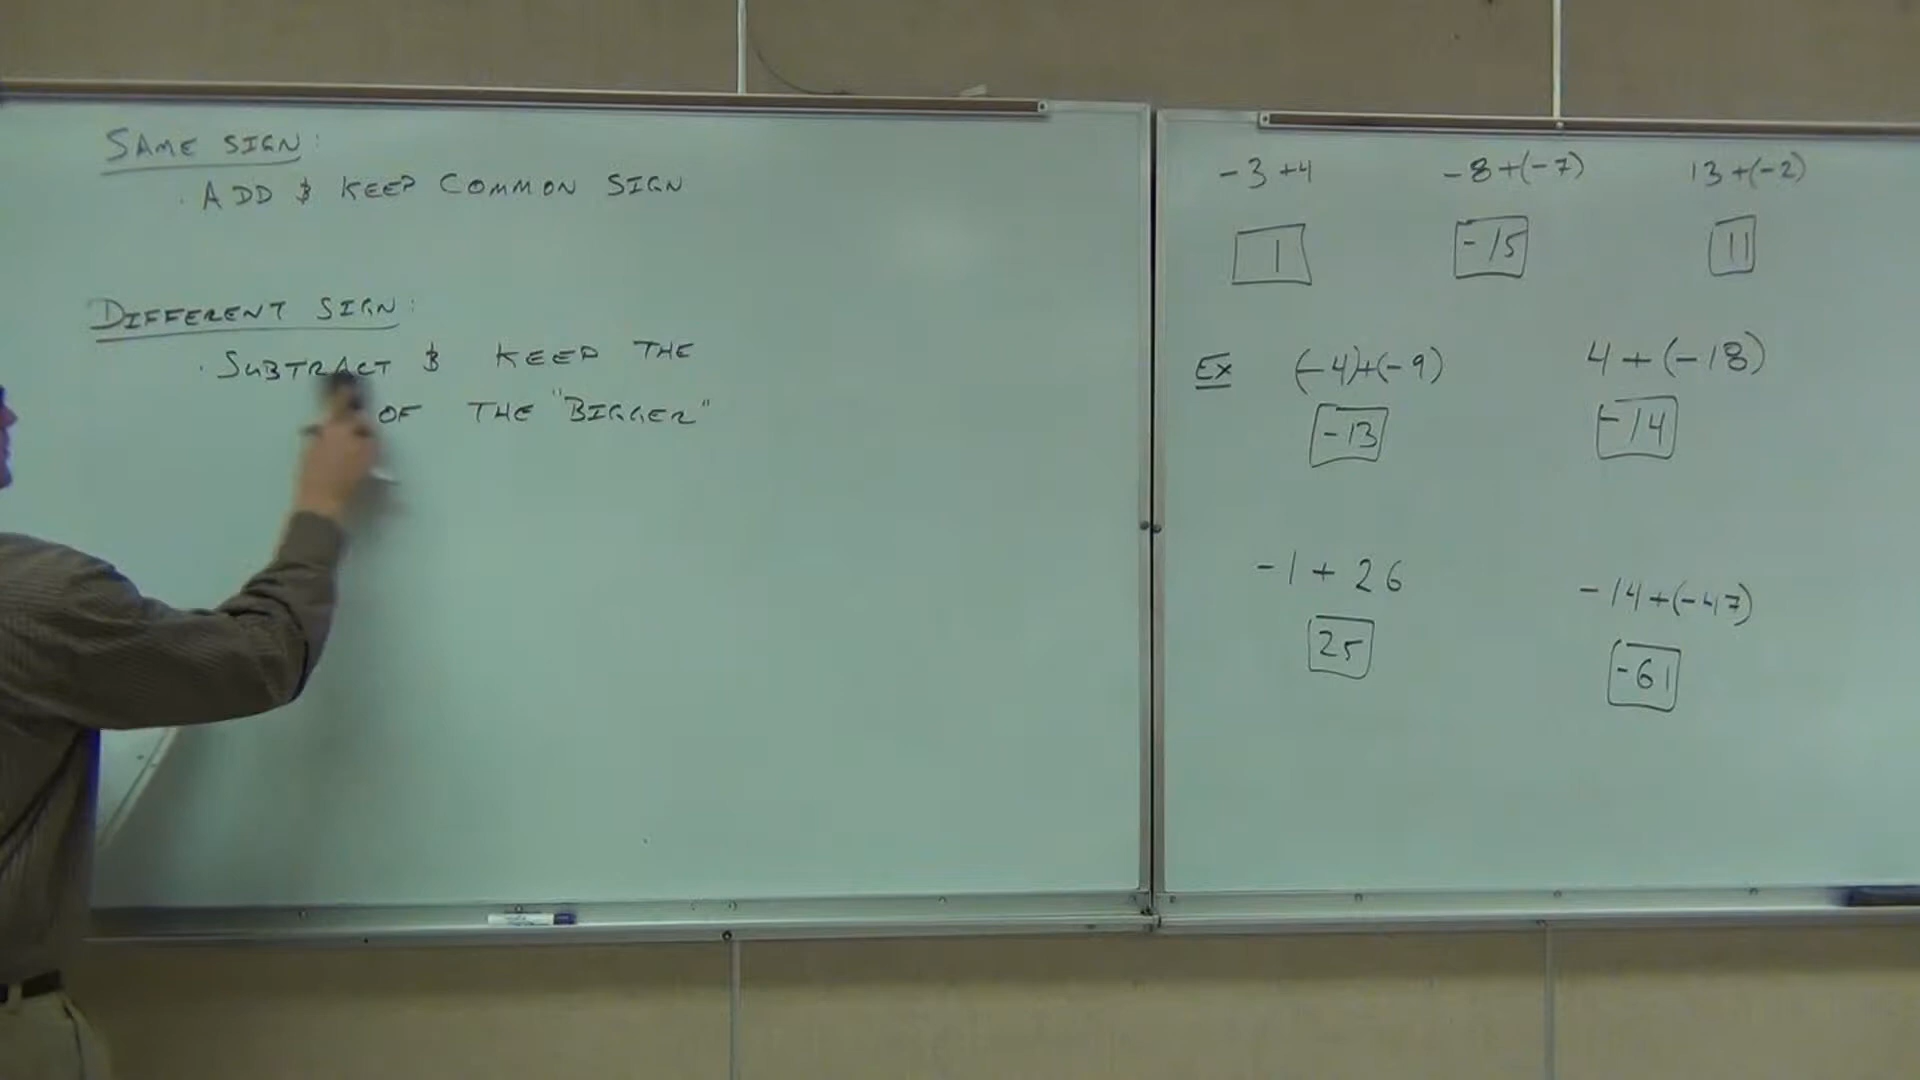 SAME SIGN:
· ADD & KEEP COMMON SIGN
DIFFERENT SIGN:
· SUBTRACT & KEEP THE
OF THE "BIGGER"
-3+4 -8+(-7) 13+(-2)
1 -15 11
Ex (-4)+(-9) 4+(-18)
-13 -14
-1+26 -14+(-47)
25 -61